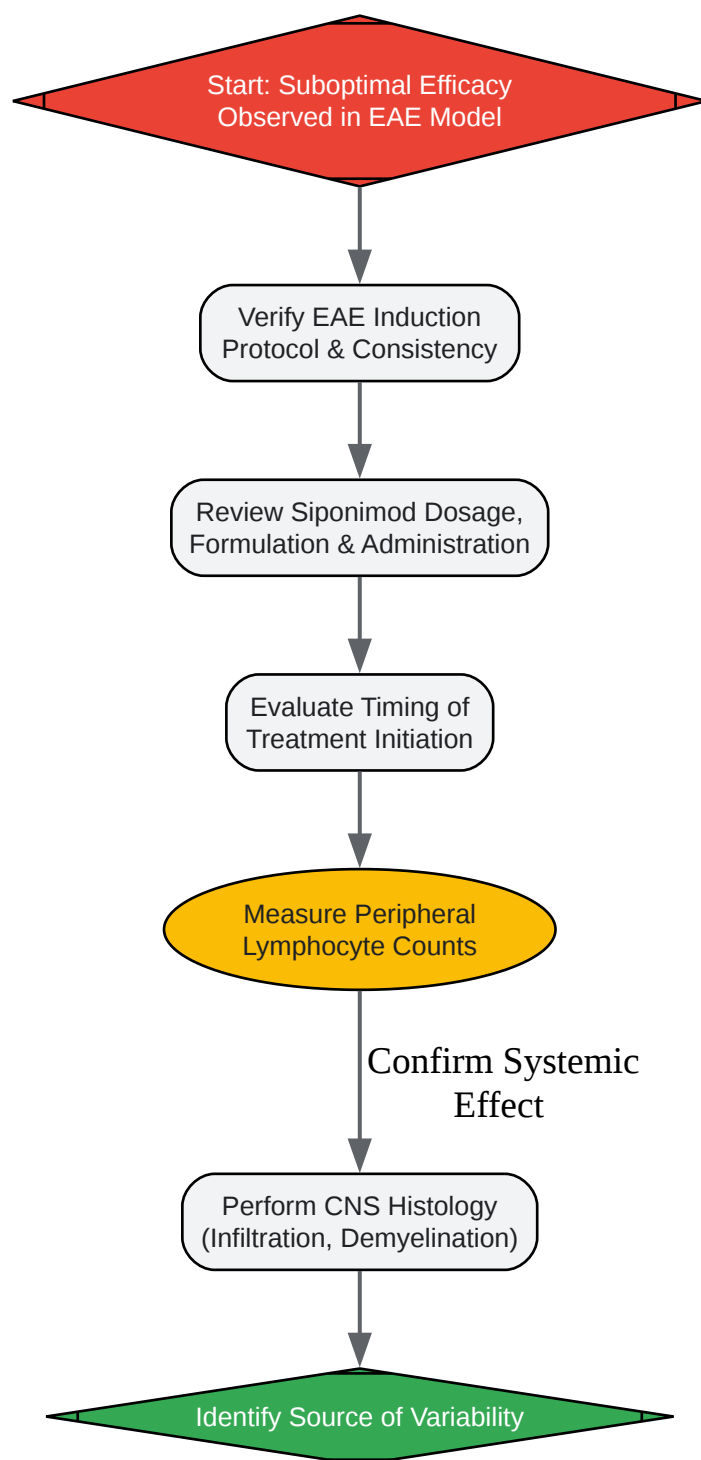 Start: Suboptimal Efficacy
Observed in EAE Model
Verify EAE Induction
Protocol & Consistency
Review Siponimod Dosage,
Formulation & Administration
Evaluate Timing of
Treatment Initiation
Measure Peripheral
Lymphocyte Counts
Confirm Systemic
Effect
Perform CNS Histology
(Infiltration, Demyelination)
Identify Source of Variability